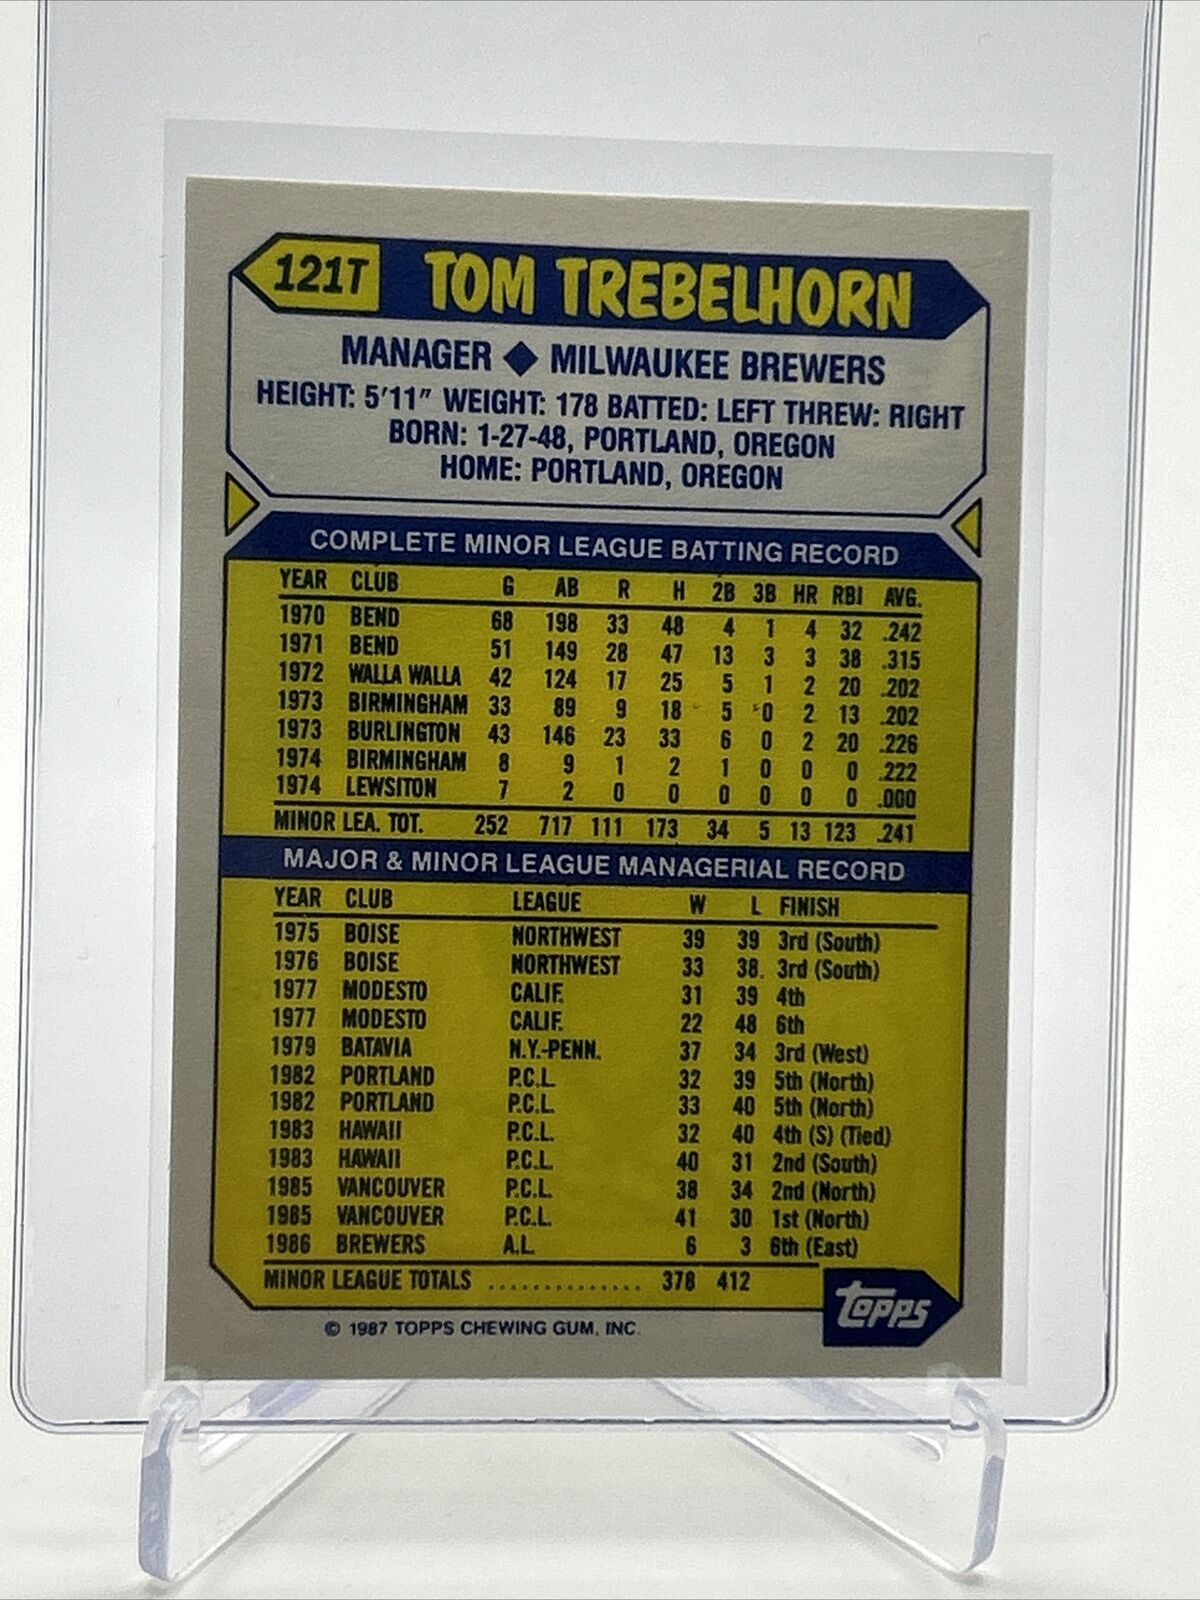 121T TOM TREBELHORN
MANAGER ◆ MILWAUKEE BREWERS
HEIGHT: 5'11" WEIGHT: 178 BATTED: LEFT THREW: RIGHT
BORN: 1-27-48, PORTLAND, OREGON
HOME: PORTLAND, OREGON
COMPLETE MINOR LEAGUE BATTING RECORD
YEAR CLUB G AB R H 2B 3B HR RBI AVG.
1970 BEND 68 198 33 48 4 1 4 32 .242
1971 BEND 51 149 28 47 13 3 3 38 .315
1972 WALLA WALLA 42 124 17 25 5 1 2 20 .202
1973 BIRMINGHAM 33 89 9 18 5 0 2 13 .202
1973 BURLINGTON 43 146 23 33 6 0 2 20 .226
1974 BIRMINGHAM 8 9 1 2 1 0 0 0 .222
1974 LEWSITON 7 2 0 0 0 0 0 0 .000
MINOR LEA. TOT. 252 717 111 173 34 5 13 123 .241
MAJOR & MINOR LEAGUE MANAGERIAL RECORD
YEAR CLUB LEAGUE W L FINISH
1975 BOISE NORTHWEST 39 39 3rd (South)
1976 BOISE NORTHWEST 33 38 3rd (South)
1977 MODESTO CALIF. 31 39 4th
1977 MODESTO CALIF. 22 48 6th
1979 BATAVIA N.Y.-PENN. 37 34 3rd (West)
1982 PORTLAND P.C.L. 32 39 5th (North)
1982 PORTLAND P.C.L. 33 40 5th (North)
1983 HAWAII P.C.L. 32 40 4th (S) (Tied)
1983 HAWAII P.C.L. 40 31 2nd (South)
1985 VANCOUVER P.C.L. 38 34 2nd (North)
1985 VANCOUVER P.C.L. 41 30 1st (North)
1986 BREWERS A.L. 6 3 6th (East)
MINOR LEAGUE TOTALS .............. 378 412
topps
© 1987 TOPPS CHEWING GUM, INC.